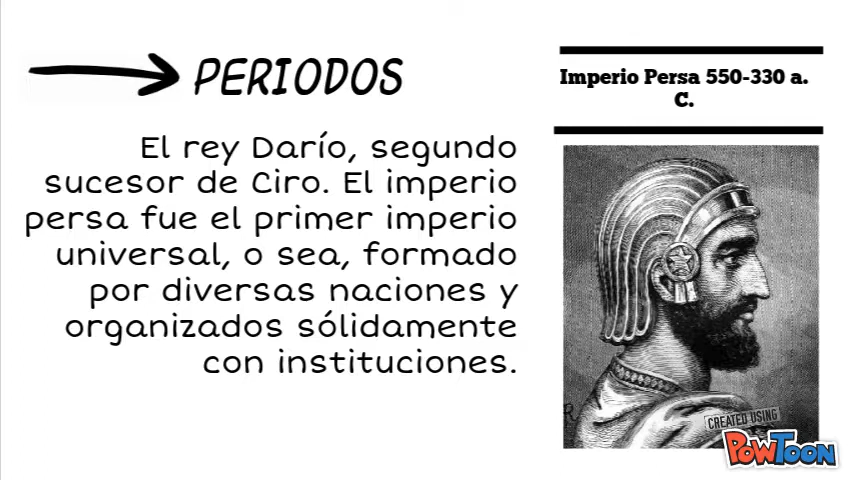 PERIODOS
El rey Darío, segundo
sucesor de Ciro. El imperio
persa fue el primer imperio
universal, o sea, formado
por diversas naciones y
organizados sólidamente
con instituciones.
Imperio Persa 550-330 a.
C.
CREATED USING
POWTOON